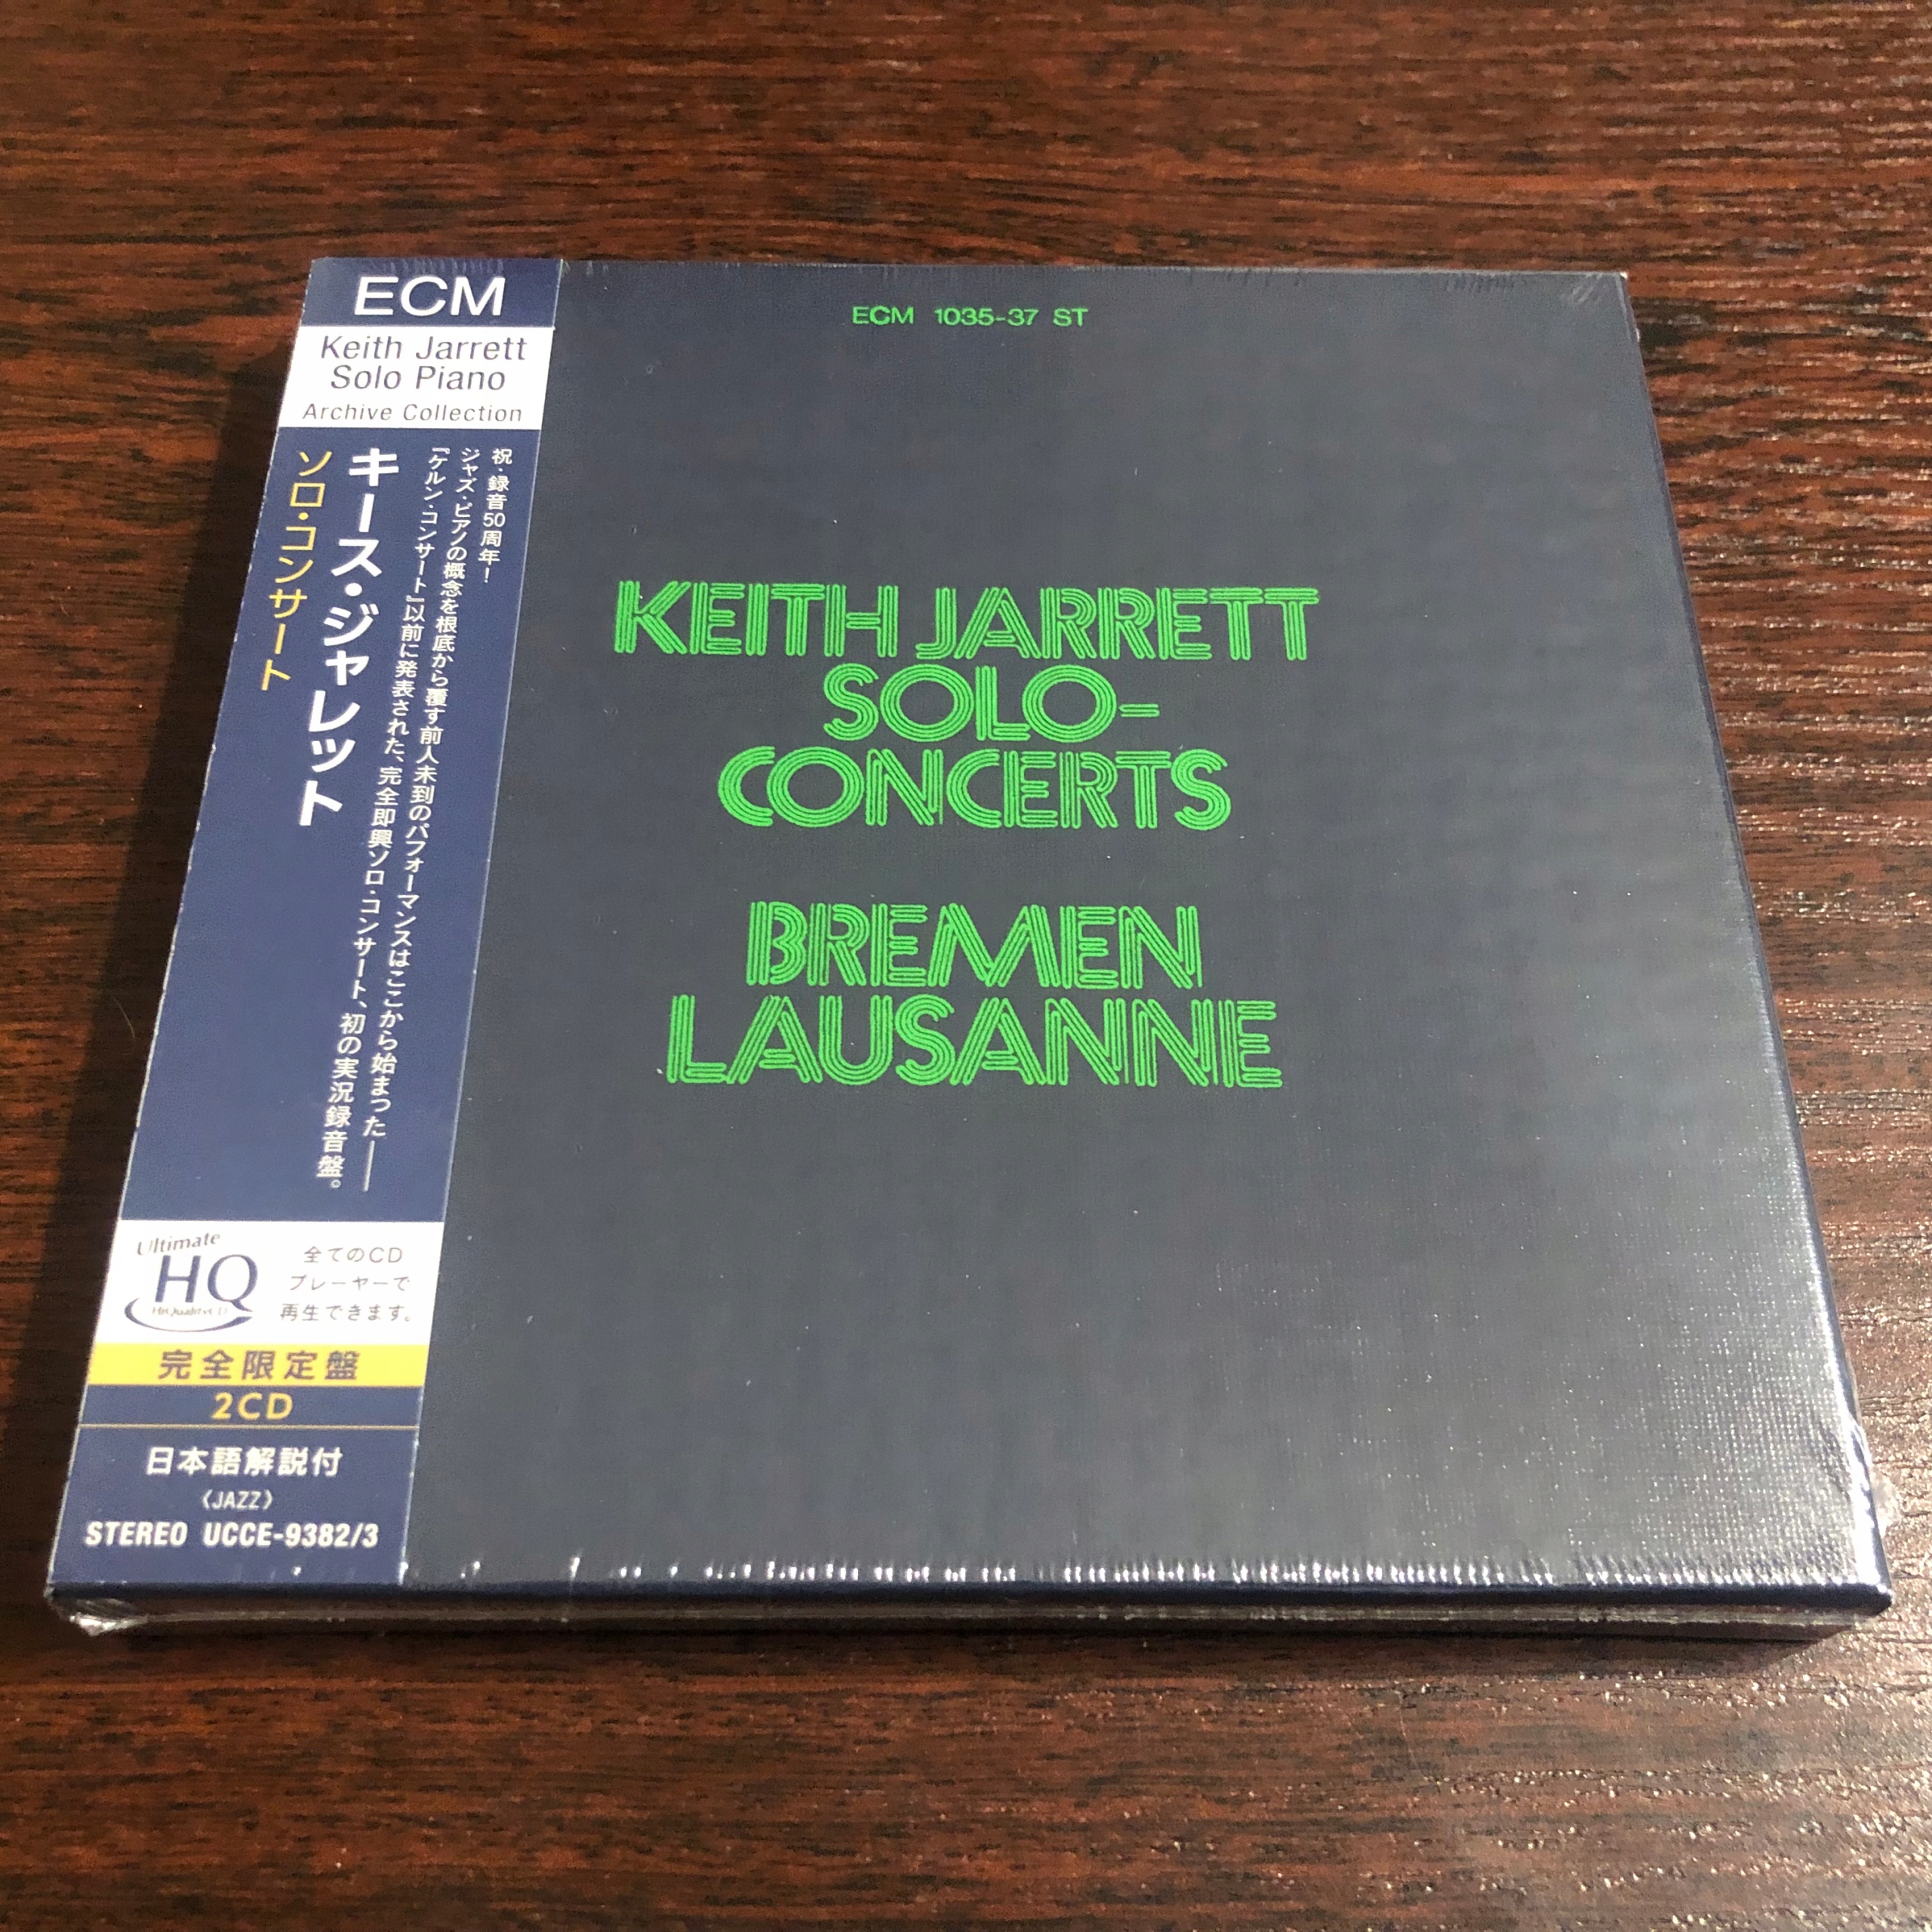 ECM
Keith Jarrett
Solo Piano
Archive Collection
祝・録音50周年！
ジャズ・ピアノの概念を根底から覆す前人未到のパフォーマンスはここから始まった――
『ケルン・コンサート』以前に発表された、完全即興ソロ・コンサート、初の実況録音盤。
キース・ジャレット
ソロ・コンサート
Ultimate
HQ
HiQualityCD
全てのCD
プレーヤーで
再生できます。
完全限定盤
2CD
日本語解説付
〈JAZZ〉
STEREO UCCE-9382/3
ECM 1035-37 ST
KEITH JARRETT
SOLO-
CONCERTS
BREMEN
LAUSANNE